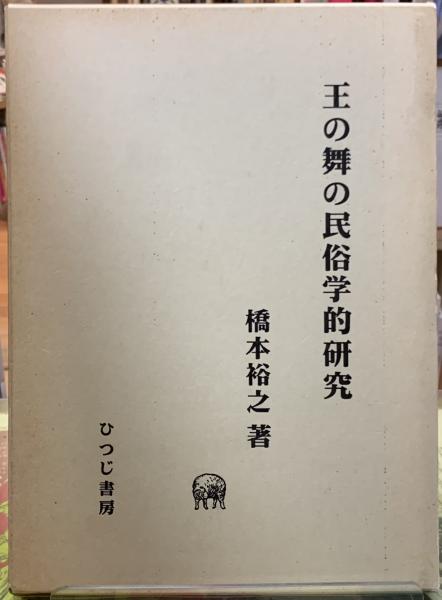 王の舞の民俗学的研究
橋本裕之 著
ひつじ書房